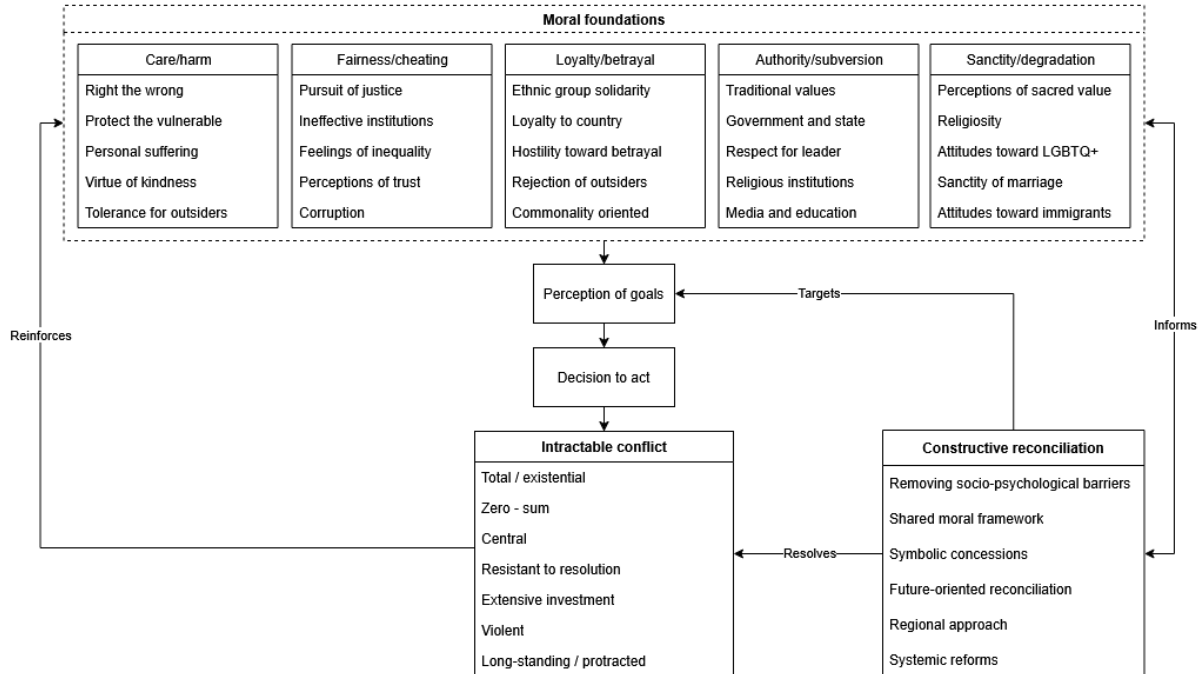 Moral foundations
Care/harm
Right the wrong
Protect the vulnerable
Personal suffering
Virtue of kindness
Tolerance for outsiders
Fairness/cheating
Pursuit of justice
Ineffective institutions
Feelings of inequality
Perceptions of trust
Corruption
Loyalty/betrayal
Ethnic group solidarity
Loyalty to country
Hostility toward betrayal
Rejection of outsiders
Commonality oriented
Authority/subversion
Traditional values
Government and state
Respect for leader
Religious institutions
Media and education
Sanctity/degradation
Perceptions of sacred value
Religiosity
Attitudes toward LGBTQ+
Sanctity of marriage
Attitudes toward immigrants
Perception of goals
Targets
Reinforces
Informs
Decision to act
Intractable conflict
Total / existential
Zero - sum
Central
Resistant to resolution
Extensive investment
Violent
Long-standing / protracted
Resolves
Constructive reconciliation
Removing socio-psychological barriers
Shared moral framework
Symbolic concessions
Future-oriented reconciliation
Regional approach
Systemic reforms